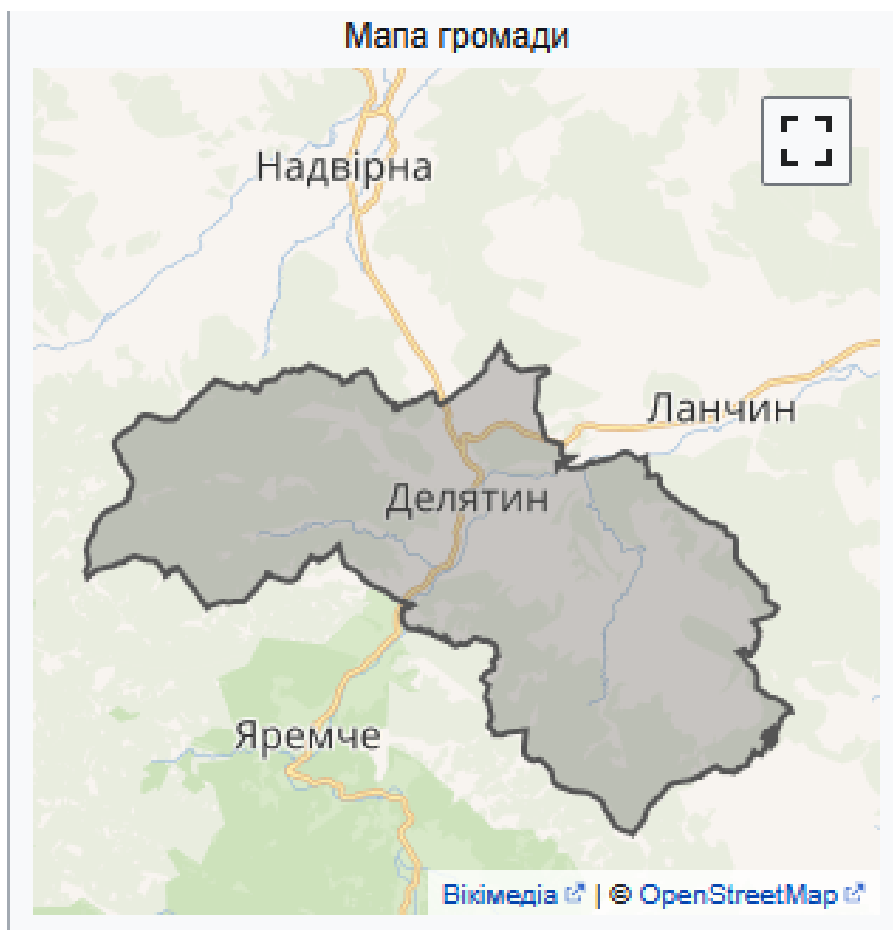 Мапа громади
Надвірна
Ланчин
Делятин
Яремче
Вікімедіа | © OpenStreetMap